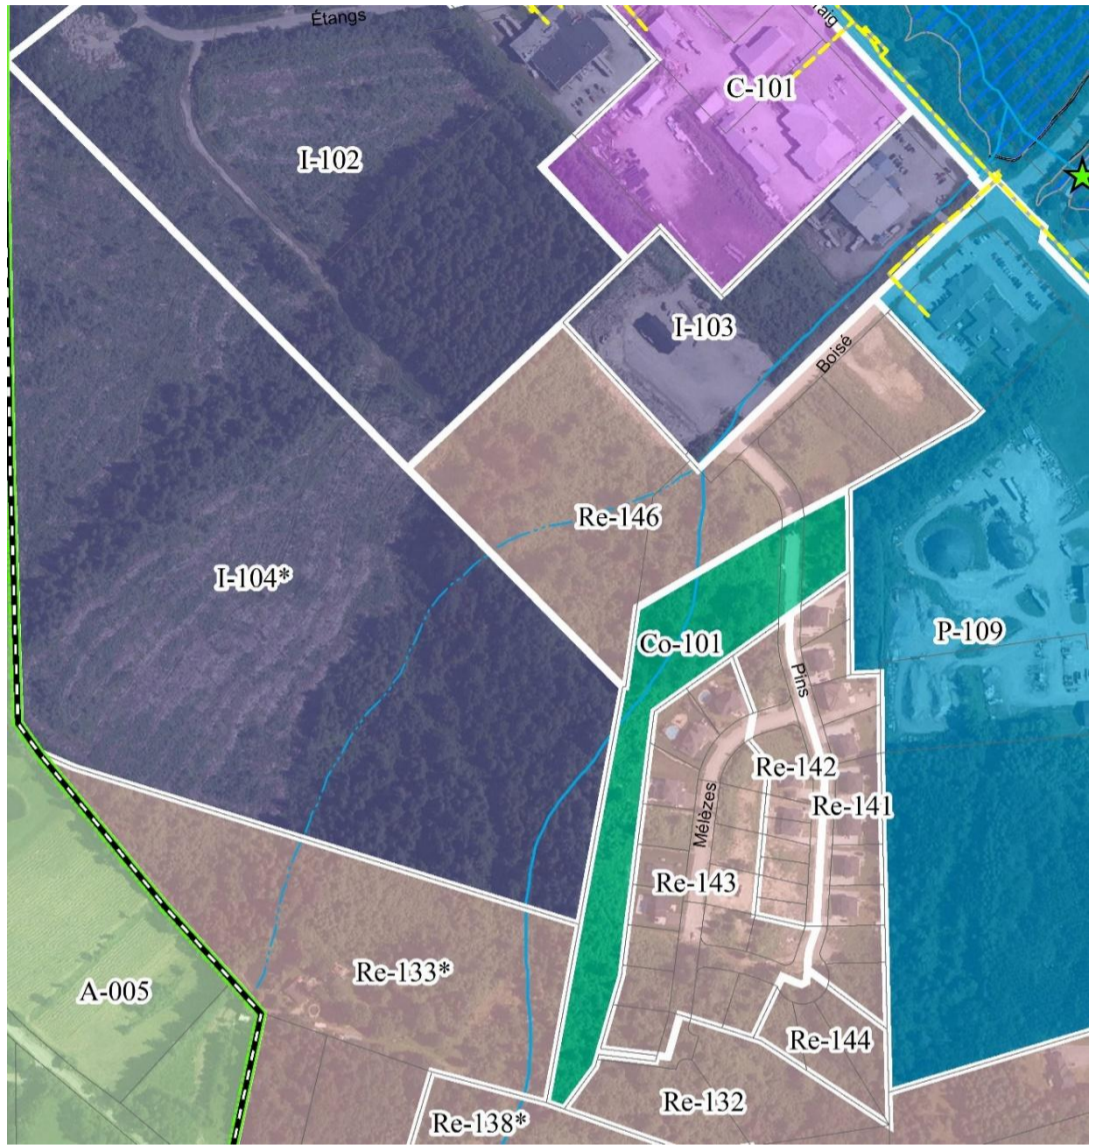 Étangs
C-101
I-102
I-103
Boisé
Re-146
I-104*
Co-101
P-109
Pins
Re-142
Mélèzes
Re-141
Re-143
Re-133*
A-005
Re-144
Re-132
Re-138*